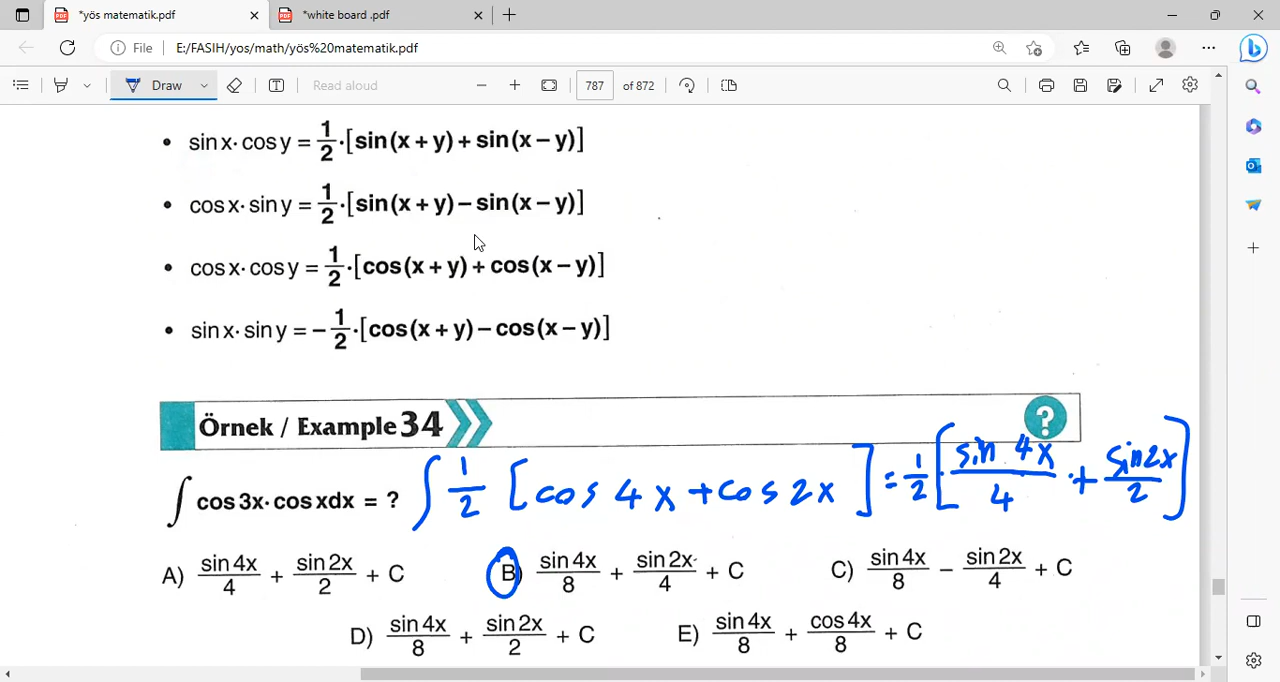 *yös matematik.pdf
*white board .pdf
File E:/FASIH/yos/math/yös%20matematik.pdf
Draw Read aloud 787 of 872
• sin x · cos y = 1/2 · [sin (x + y) + sin (x − y)]
• cos x · sin y = 1/2 · [sin (x + y) − sin (x − y)]
• cos x · cos y = 1/2 · [cos (x + y) + cos (x − y)]
• sin x · sin y = − 1/2 · [cos (x + y) − cos (x − y)]
Örnek / Example 34 ?
∫ cos 3x · cos x dx = ? ∫ 1/2 [cos 4x + cos 2x] = 1/2 [sin 4x/4 + sin 2x/2]
A) sin 4x/4 + sin 2x/2 + C B) sin 4x/8 + sin 2x/4 + C C) sin 4x/8 − sin 2x/4 + C
D) sin 4x/8 + sin 2x/2 + C E) sin 4x/8 + cos 4x/8 + C